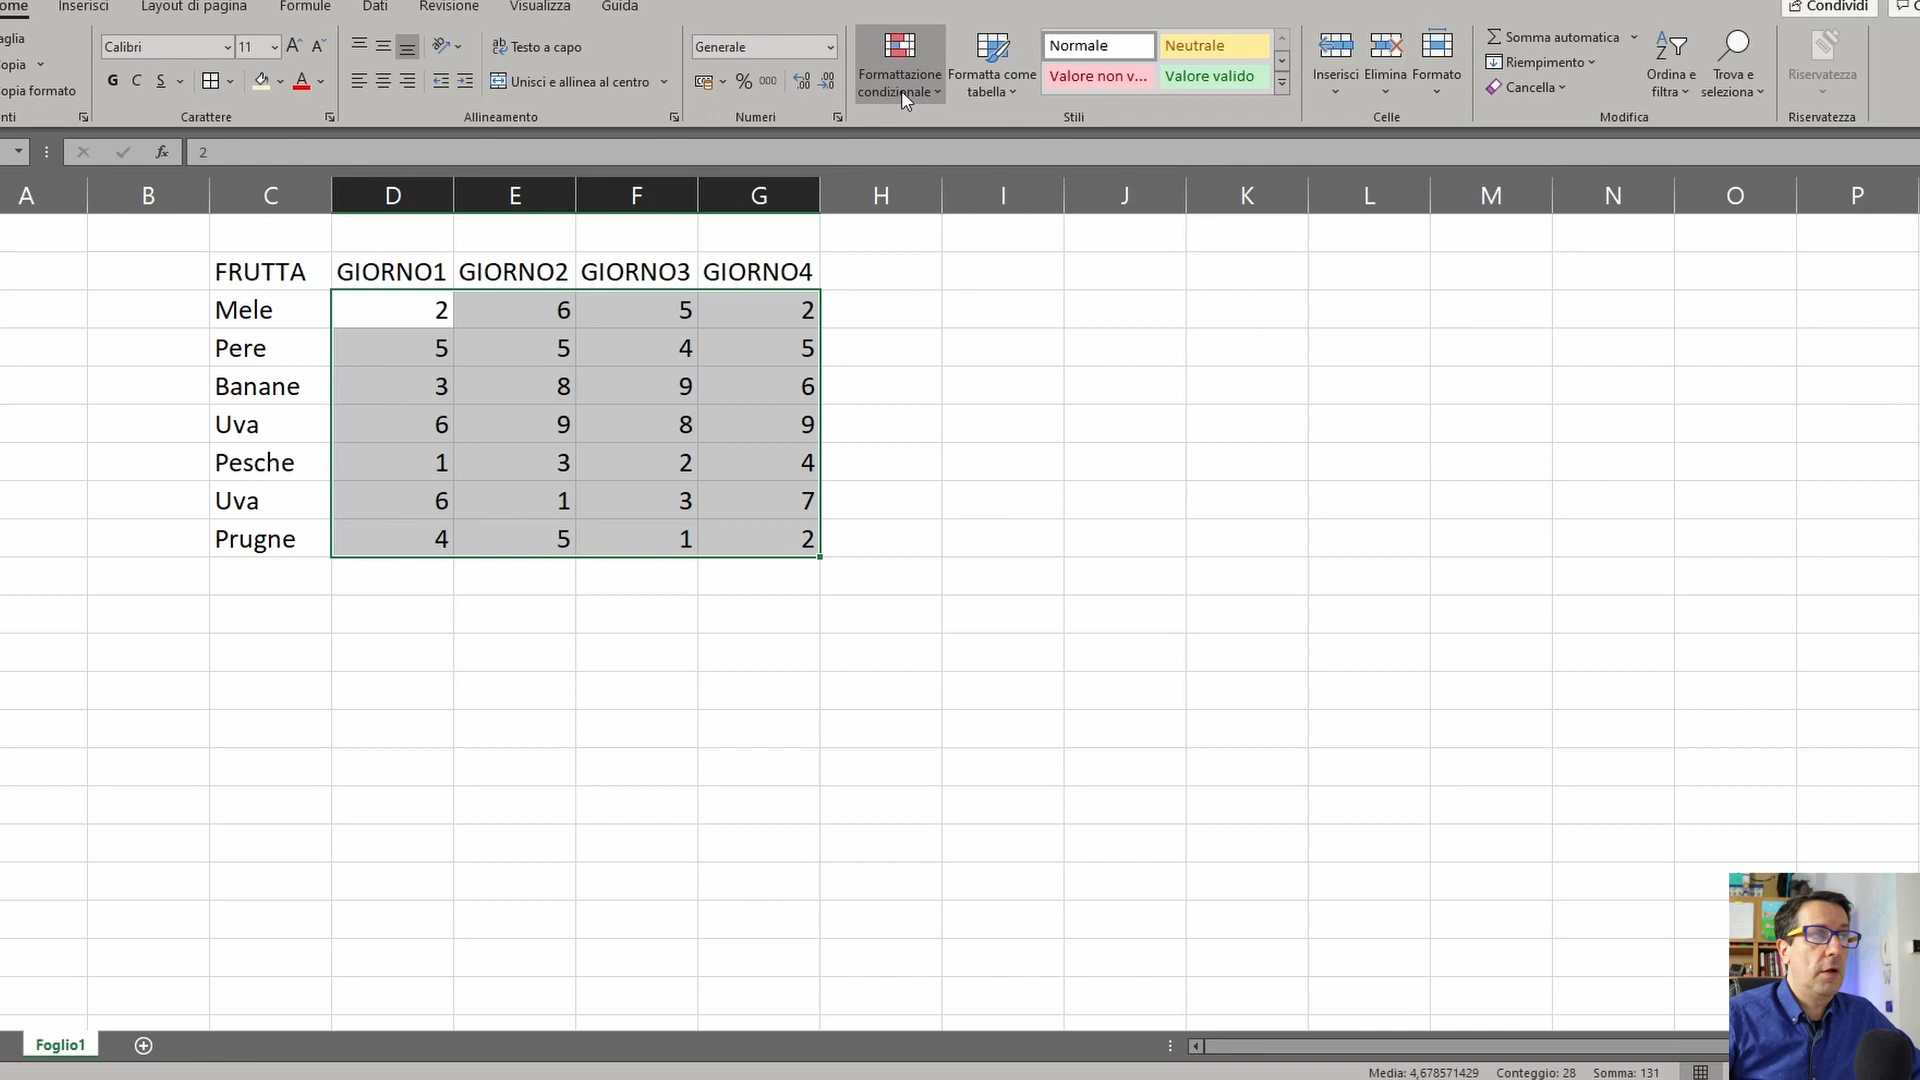 ome Inserisci Layout di pagina Formule Dati Revisione Visualizza Guida Condividi
aglia
opia
opia formato
nti
Calibri 11 A A
G C S A
Carattere
ab Testo a capo
Unisci e allinea al centro
Allineamento
Generale
% 000 ,00
Numeri
Formattazione condizionale
Formatta come tabella
Normale Neutrale
Valore non v... Valore valido
Stili
Inserisci Elimina Formato
Celle
Somma automatica
Riempimento
Cancella
Ordina e filtra
Trova e seleziona
Modifica
Riservatezza
Riservatezza
fx 2
A B C D E F G H I J K L M N O P
FRUTTA GIORNO1 GIORNO2 GIORNO3 GIORNO4
Mele 2 6 5 2
Pere 5 5 4 5
Banane 3 8 9 6
Uva 6 9 8 9
Pesche 1 3 2 4
Uva 6 1 3 7
Prugne 4 5 1 2
Foglio1
Media: 4,678571429 Conteggio: 28 Somma: 131